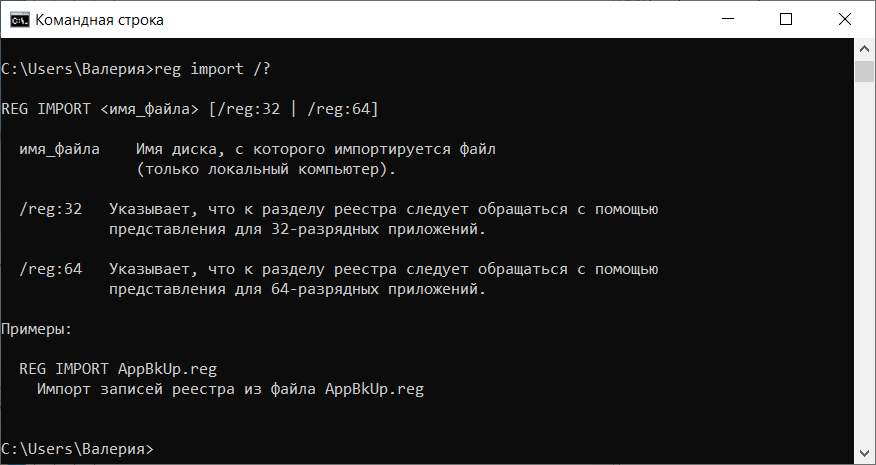 Командная строка
C:\Users\Валерия>reg import /?
REG IMPORT <имя_файла> [/reg:32 | /reg:64]
имя_файла    Имя диска, с которого импортируется файл
(только локальный компьютер).
/reg:32   Указывает, что к разделу реестра следует обращаться с помощью
представления для 32-разрядных приложений.
/reg:64   Указывает, что к разделу реестра следует обращаться с помощью
представления для 64-разрядных приложений.
Примеры:
REG IMPORT AppBkUp.reg
Импорт записей реестра из файла AppBkUp.reg
C:\Users\Валерия>